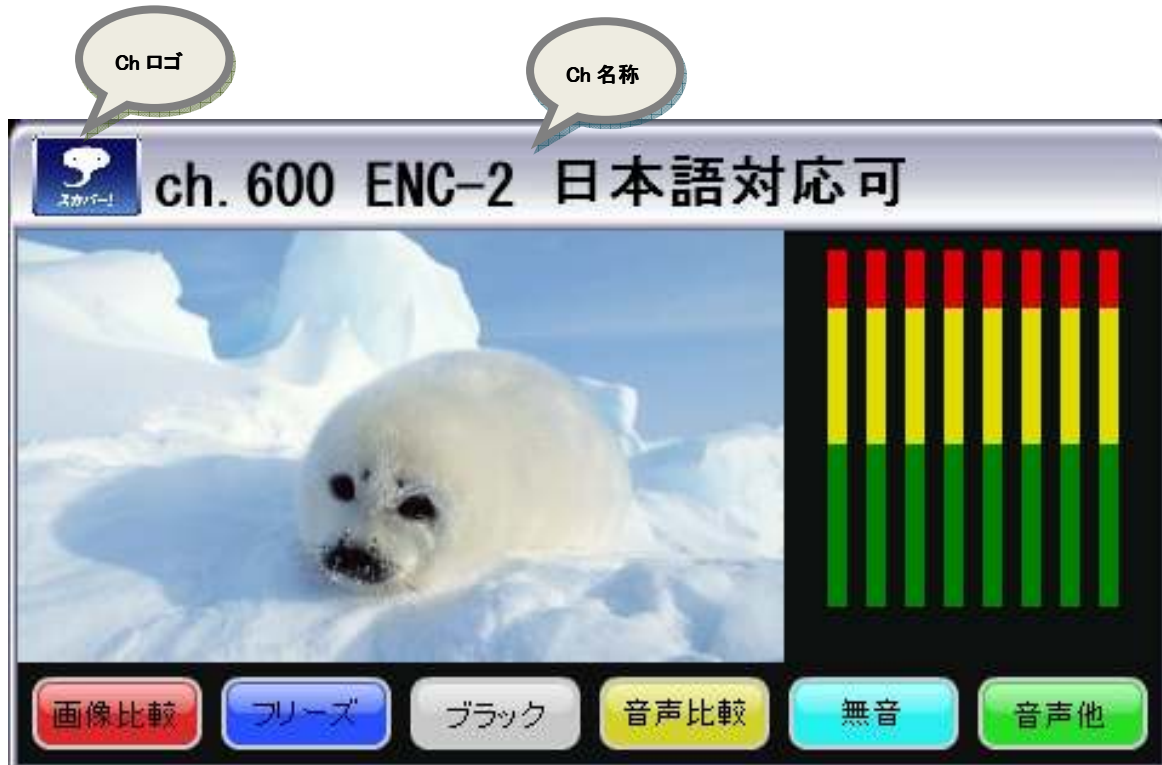 Ch ロゴ
Ch 名称
スカパー!
ch. 600 ENC-2 日本語対応可
画像比較
フリーズ
ブラック
音声比較
無音
音声他